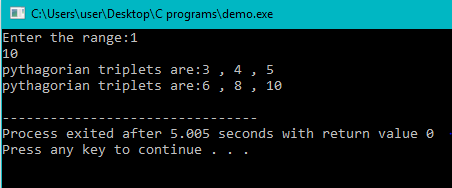 C:\Users\user\Desktop\C programs\demo.exe
Enter the range:1
10
pythagorian triplets are:3 , 4 , 5
pythagorian triplets are:6 , 8 , 10
--------------------------------
Process exited after 5.005 seconds with return value 0
Press any key to continue . . .